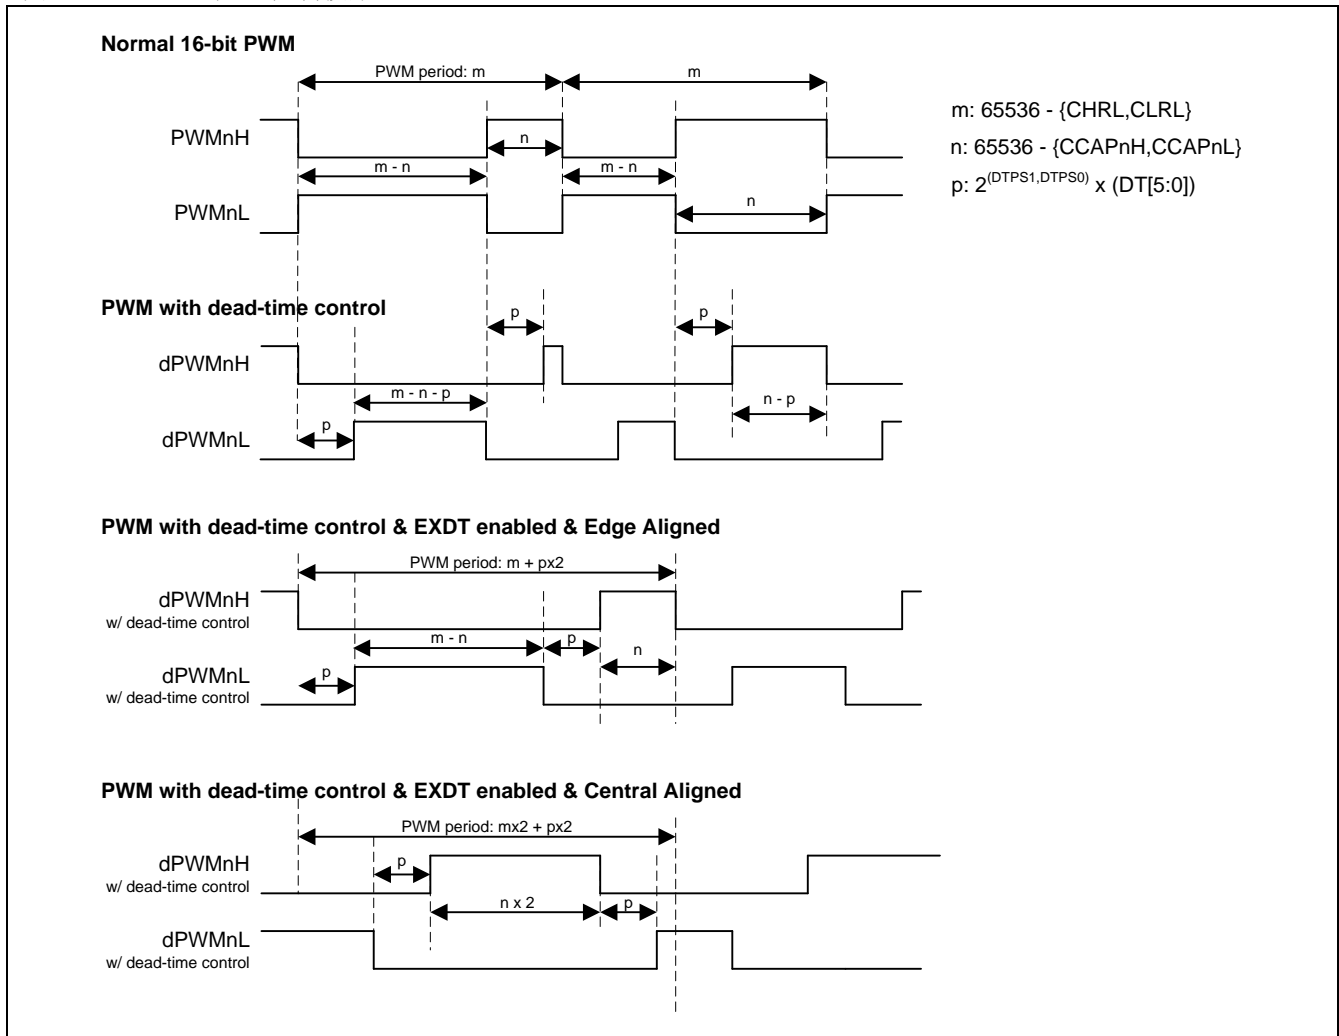 Normal 16-bit PWM
PWM period: m
m
m: 65536 - {CHRL,CLRL}
PWMnH
n
n: 65536 - {CCAPnH,CCAPnL}
m - n
m - n
p: 2(DTPS1,DTPS0) x (DT[5:0])
PWMnL
n
PWM with dead-time control
p
p
dPWMnH
m - n - p
n - p
p
dPWMnL
PWM with dead-time control & EXDT enabled & Edge Aligned
PWM period: m + px2
dPWMnH
w/ dead-time control
m - n
p
n
p
dPWMnL
w/ dead-time control
PWM with dead-time control & EXDT enabled & Central Aligned
PWM period: mx2 + px2
p
dPWMnH
w/ dead-time control
n x 2
p
dPWMnL
w/ dead-time control